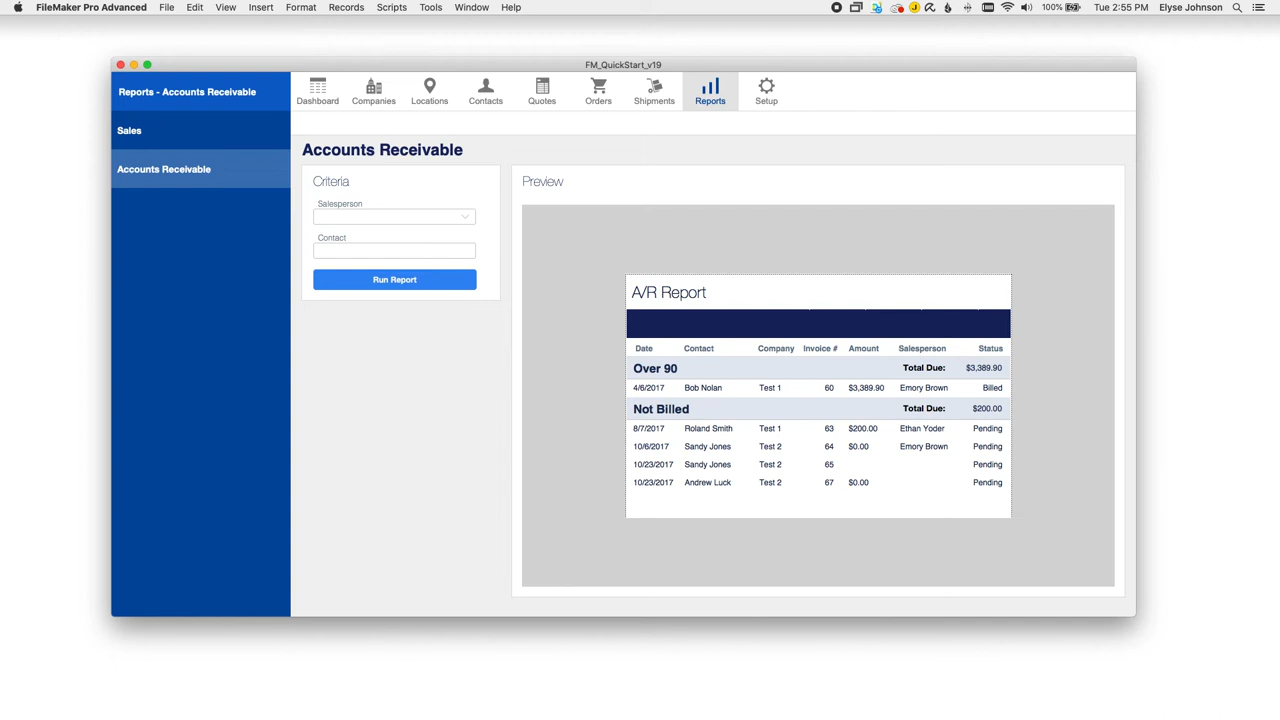 FileMaker Pro Advanced File Edit View Insert Format Records Scripts Tools Window Help 100% Tue 2:55 PM Elyse Johnson
FM_QuickStart_v19
Reports - Accounts Receivable
Dashboard Companies Locations Contacts Quotes Orders Shipments Reports Setup
Sales
Accounts Receivable
Accounts Receivable
Criteria
Salesperson
Contact
Run Report
Preview
A/R Report
Date Contact Company Invoice # Amount Salesperson Status
Over 90 Total Due: $3,389.90
4/6/2017 Bob Nolan Test 1 60 $3,389.90 Emory Brown Billed
Not Billed Total Due: $200.00
8/7/2017 Roland Smith Test 1 63 $200.00 Ethan Yoder Pending
10/6/2017 Sandy Jones Test 2 64 $0.00 Emory Brown Pending
10/23/2017 Sandy Jones Test 2 65 Pending
10/23/2017 Andrew Luck Test 2 67 $0.00 Pending